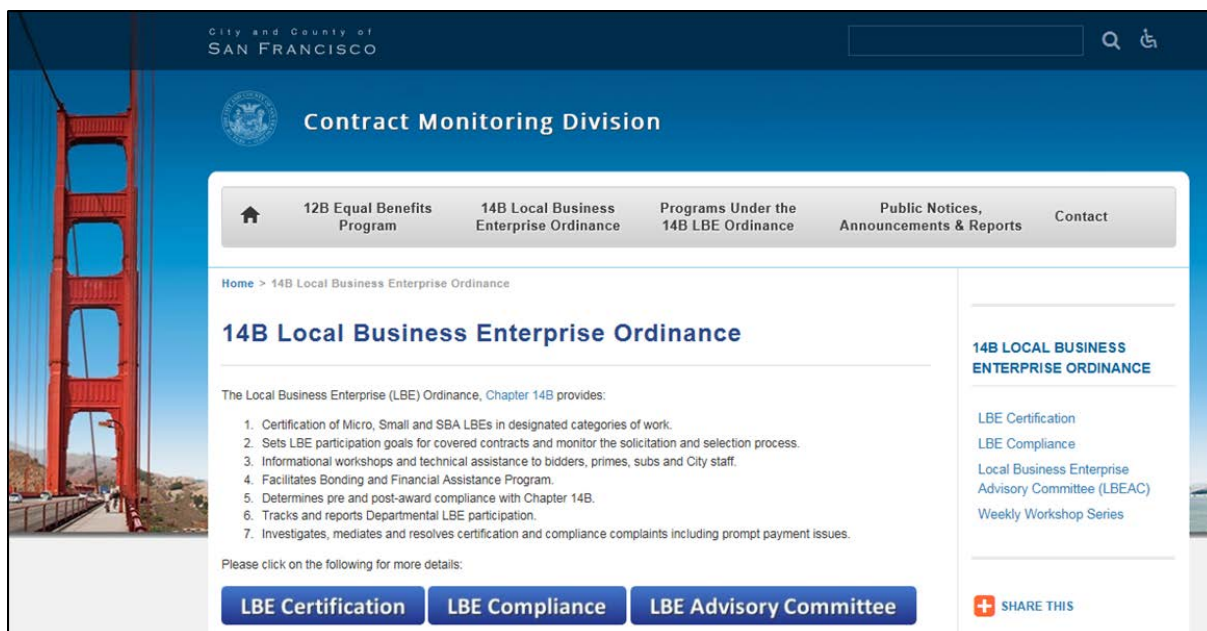 City and County of
SAN FRANCISCO
Contract Monitoring Division
12B Equal Benefits
Program
14B Local Business
Enterprise Ordinance
Programs Under the
14B LBE Ordinance
Public Notices,
Announcements & Reports
Contact
Home > 14B Local Business Enterprise Ordinance
14B Local Business Enterprise Ordinance
The Local Business Enterprise (LBE) Ordinance, Chapter 14B provides:
1. Certification of Micro, Small and SBA LBEs in designated categories of work.
2. Sets LBE participation goals for covered contracts and monitor the solicitation and selection process.
3. Informational workshops and technical assistance to bidders, primes, subs and City staff.
4. Facilitates Bonding and Financial Assistance Program.
5. Determines pre and post-award compliance with Chapter 14B.
6. Tracks and reports Departmental LBE participation.
7. Investigates, mediates and resolves certification and compliance complaints including prompt payment issues.
Please click on the following for more details:
LBE Certification
LBE Compliance
LBE Advisory Committee
14B LOCAL BUSINESS
ENTERPRISE ORDINANCE
LBE Certification
LBE Compliance
Local Business Enterprise
Advisory Committee (LBEAC)
Weekly Workshop Series
SHARE THIS